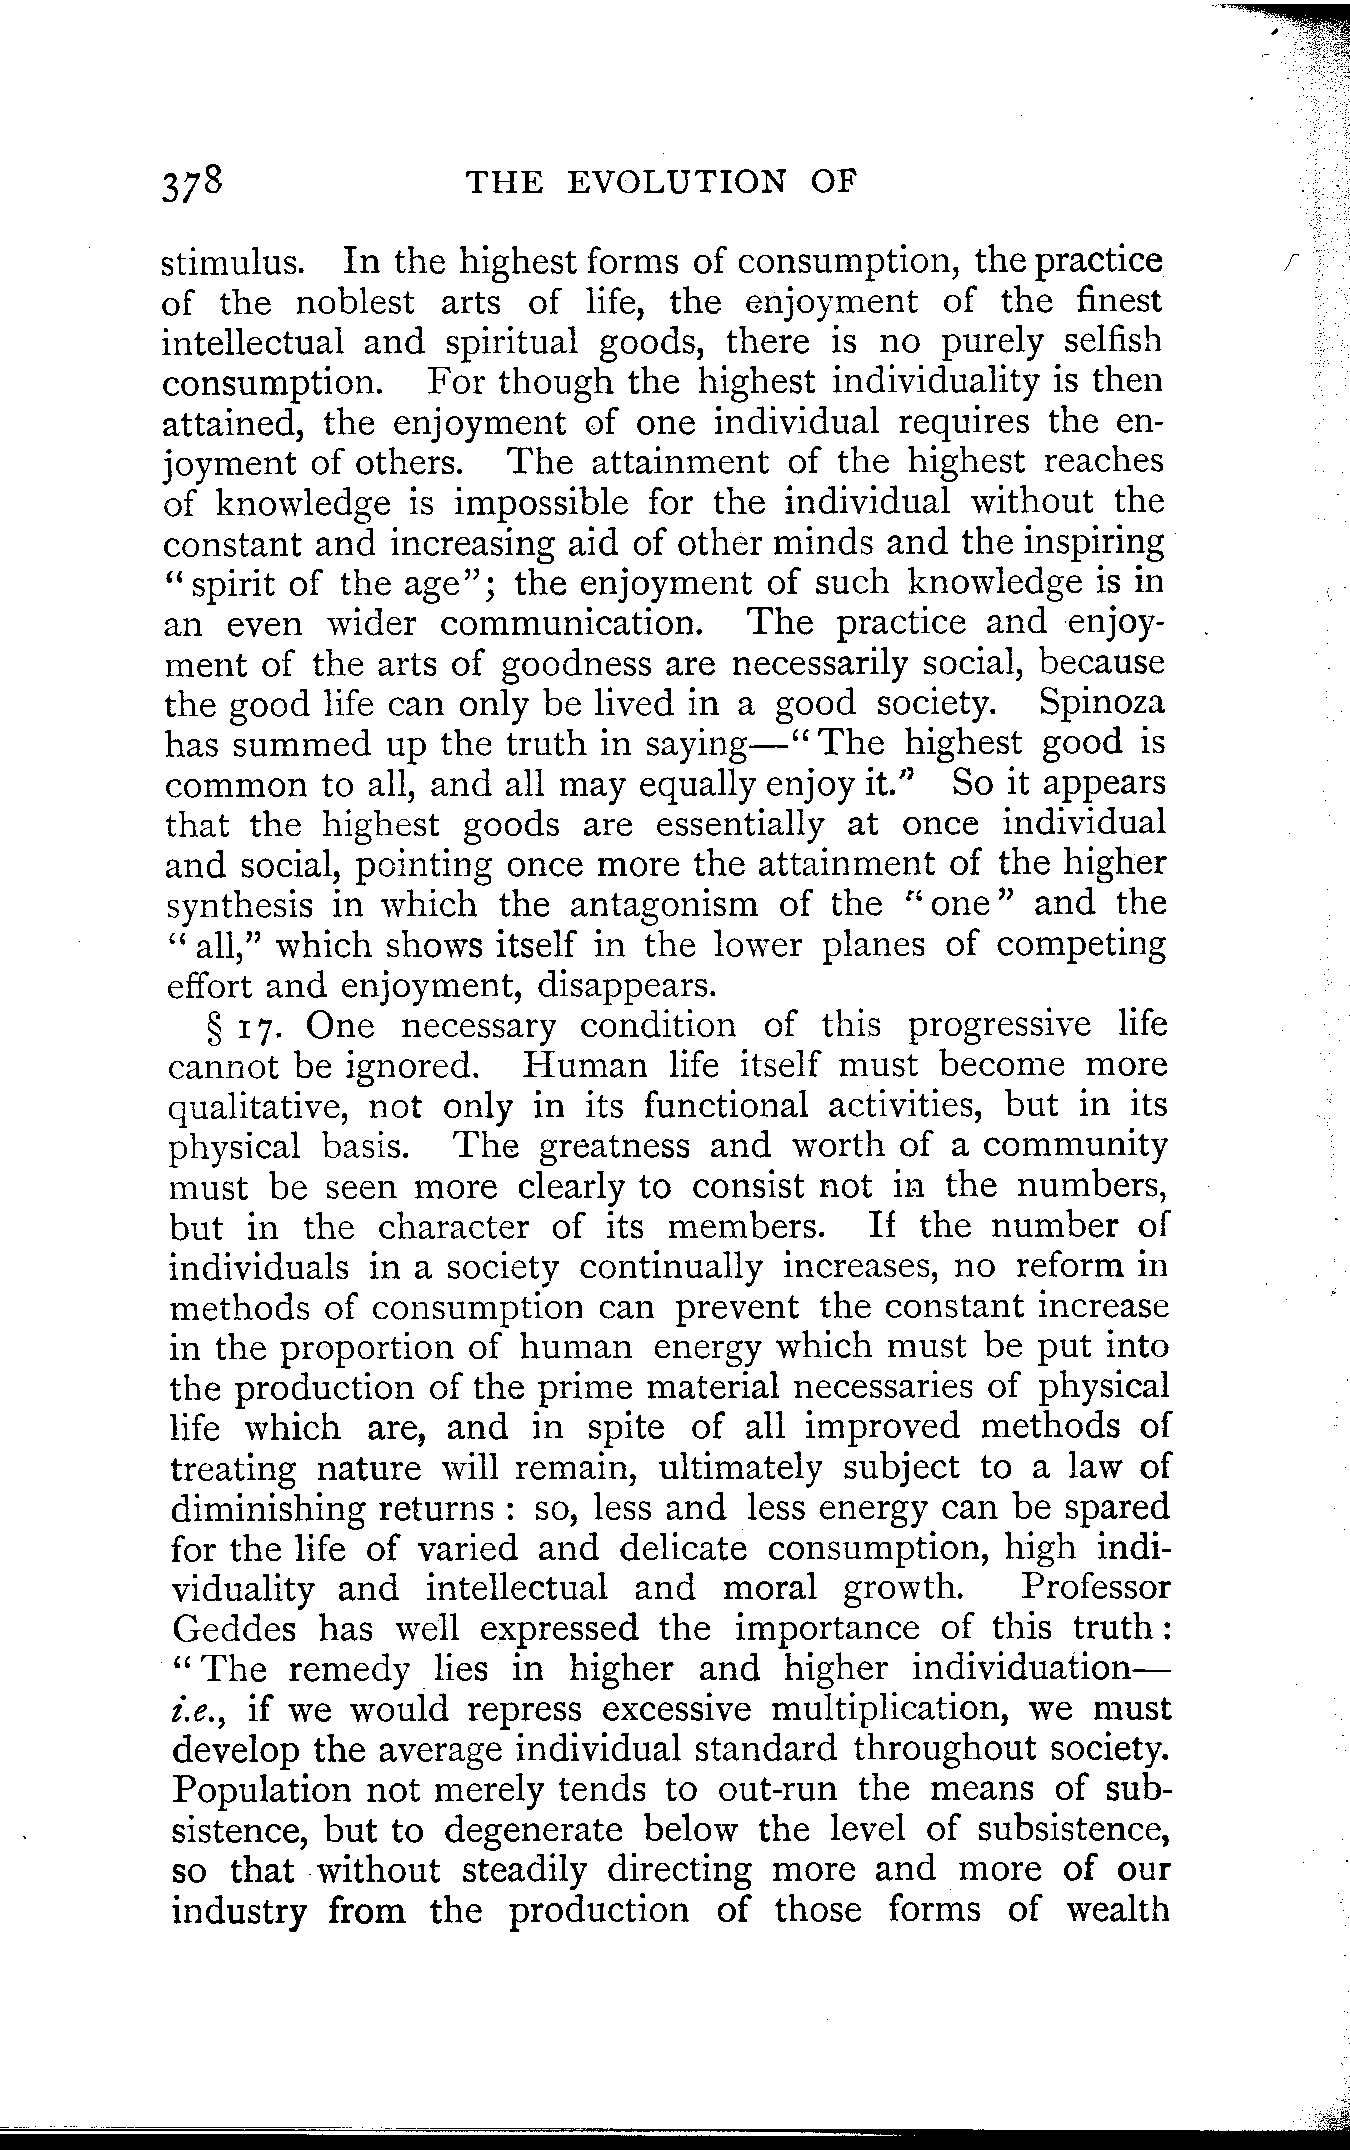 378 THE EVOLUTION OF
stimulus. In the highest forms of consumption, the practice
of the noblest arts of life, the enjoyment of the finest
intellectual and spiritual goods, there is no purely selfish
consumption. For though the highest individuality is then
attained, the enjoyment of one individual requires the en-
joyment of others. The attainment of the highest reaches
of knowledge is impossible for the individual without the
constant and increasing aid of other minds and the inspiring
“spirit of the age”; the enjoyment of such knowledge is in
an even wider communication. The practice and enjoy-
ment of the arts of goodness are necessarily social, because
the good life can only be lived in a good society. Spinoza
has summed up the truth in saying—“The highest good is
common to all, and all may equally enjoy it.” So it appears
that the highest goods are essentially at once individual
and social, pointing once more the attainment of the higher
synthesis in which the antagonism of the “one” and the
“all,” which shows itself in the lower planes of competing
effort and enjoyment, disappears.
§ 17. One necessary condition of this progressive life
cannot be ignored. Human life itself must become more
qualitative, not only in its functional activities, but in its
physical basis. The greatness and worth of a community
must be seen more clearly to consist not in the numbers,
but in the character of its members. If the number of
individuals in a society continually increases, no reform in
methods of consumption can prevent the constant increase
in the proportion of human energy which must be put into
the production of the prime material necessaries of physical
life which are, and in spite of all improved methods of
treating nature will remain, ultimately subject to a law of
diminishing returns : so, less and less energy can be spared
for the life of varied and delicate consumption, high indi-
viduality and intellectual and moral growth. Professor
Geddes has well expressed the importance of this truth :
“The remedy lies in higher and higher individuation—
i.e., if we would repress excessive multiplication, we must
develop the average individual standard throughout society.
Population not merely tends to out-run the means of sub-
sistence, but to degenerate below the level of subsistence,
so that without steadily directing more and more of our
industry from the production of those forms of wealth